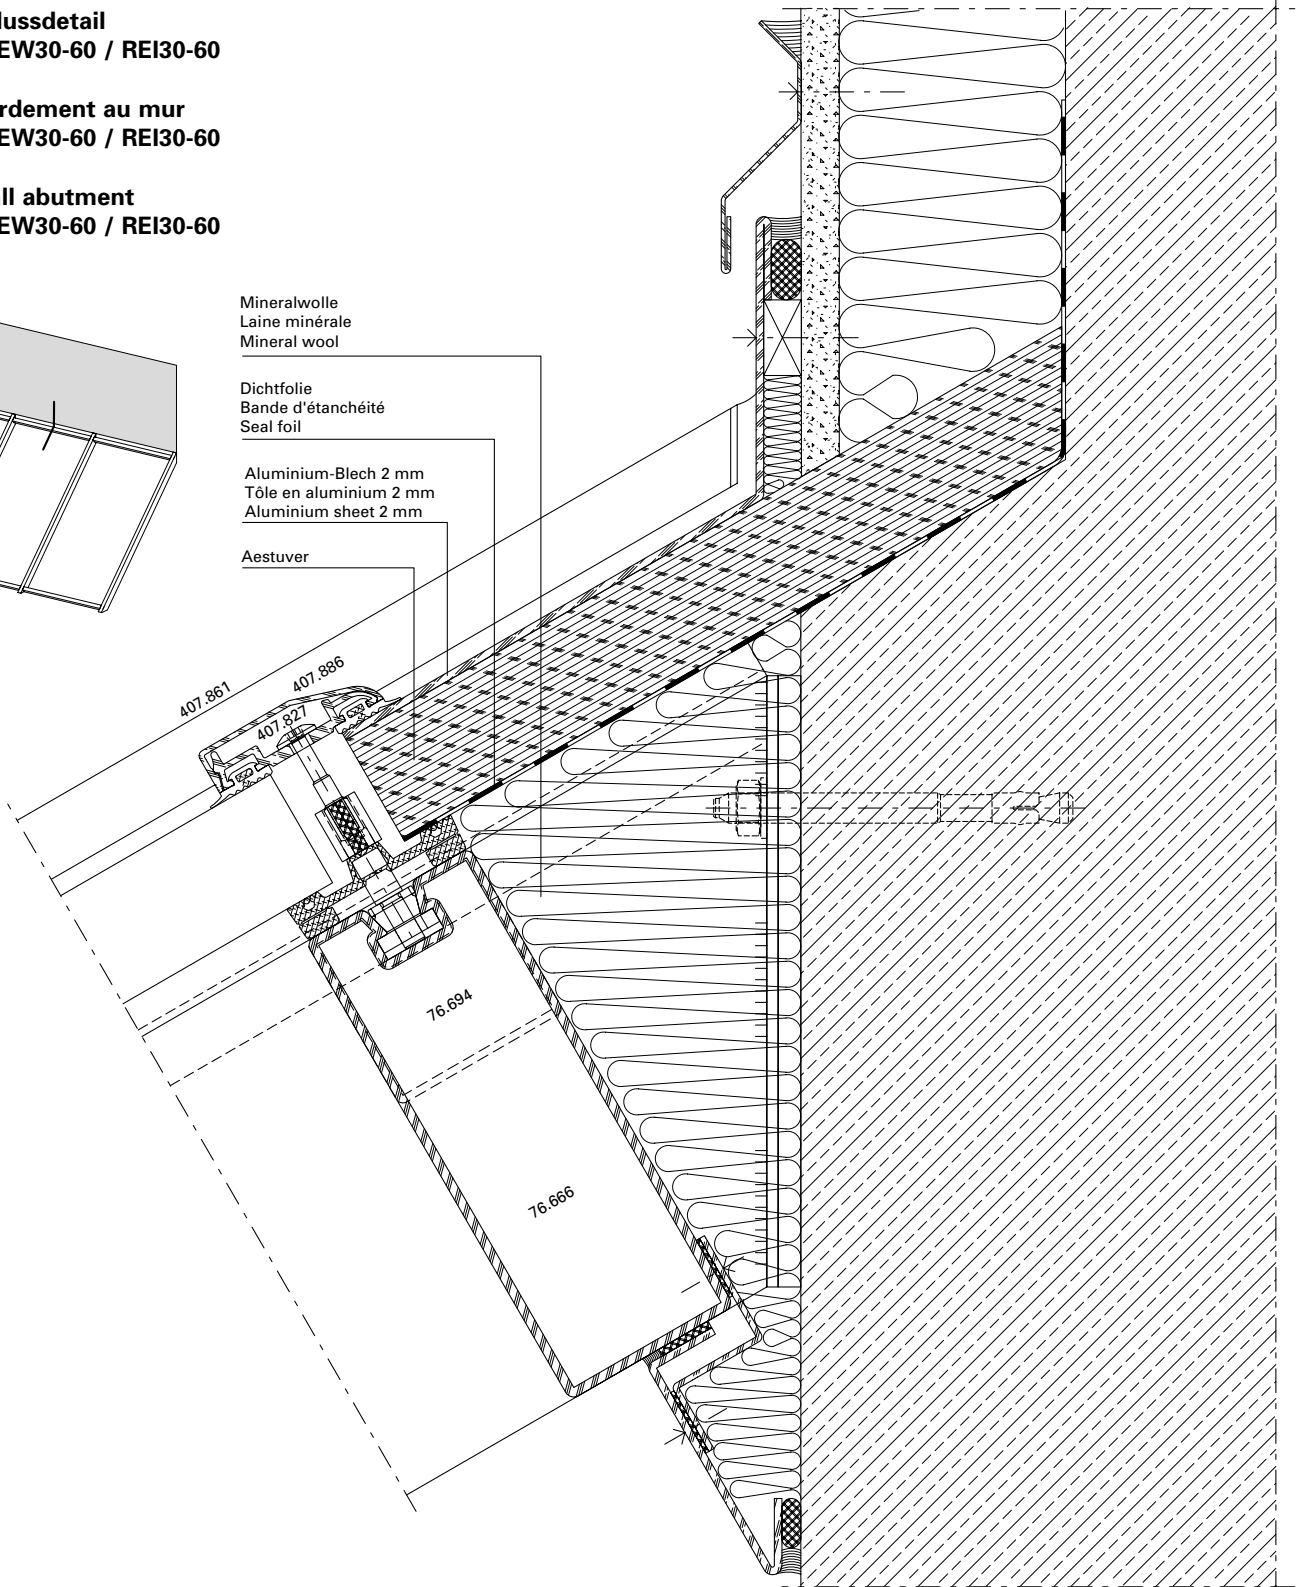 lussdetail
EW30-60 / REI30-60
rdement au mur
EW30-60 / REI30-60
ll abutment
EW30-60 / REI30-60
Mineralwolle
Laine minérale
Mineral wool
Dichtfolie
Bande d'étanchéité
Seal foil
Aluminium-Blech 2 mm
Tôle en aluminium 2 mm
Aluminium sheet 2 mm
Aestuver
407.861
407.886
407.827
76.694
76.666